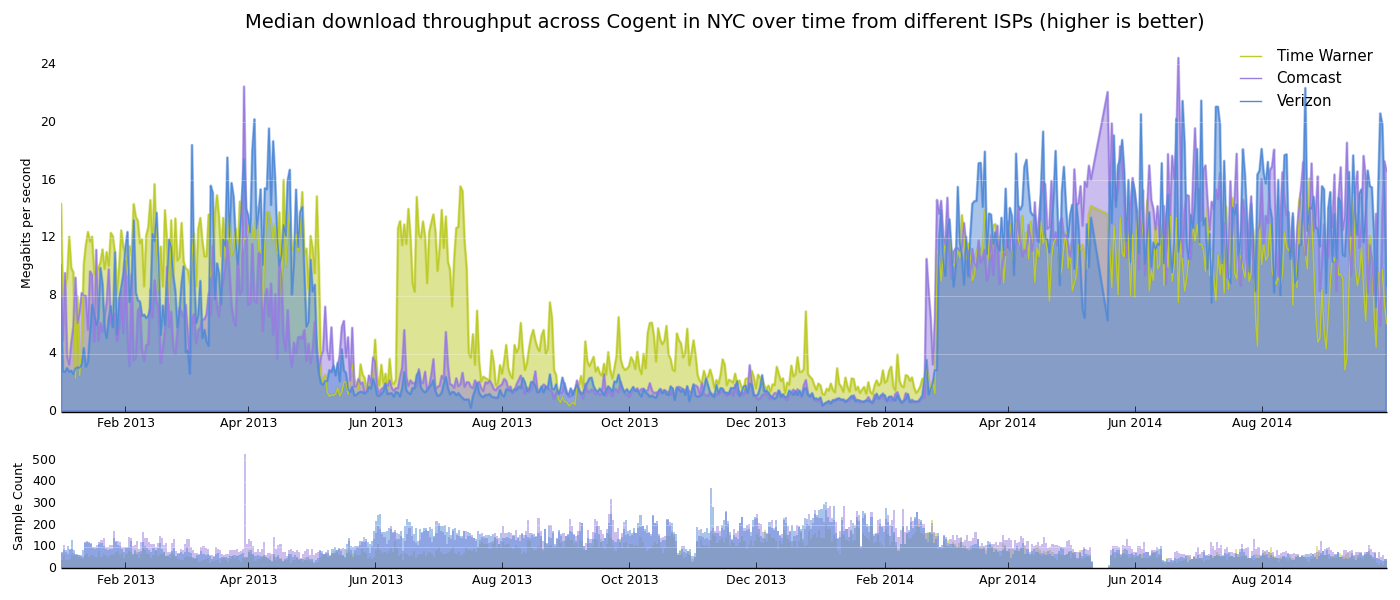 Median download throughput across Cogent in NYC over time from different ISPs (higher is better)
Time Warner
Comcast
Verizon
Megabits per second
24
20
16
12
8
4
0
Feb 2013 Apr 2013 Jun 2013 Aug 2013 Oct 2013 Dec 2013 Feb 2014 Apr 2014 Jun 2014 Aug 2014
Sample Count
500
400
300
200
100
0
Feb 2013 Apr 2013 Jun 2013 Aug 2013 Oct 2013 Dec 2013 Feb 2014 Apr 2014 Jun 2014 Aug 2014